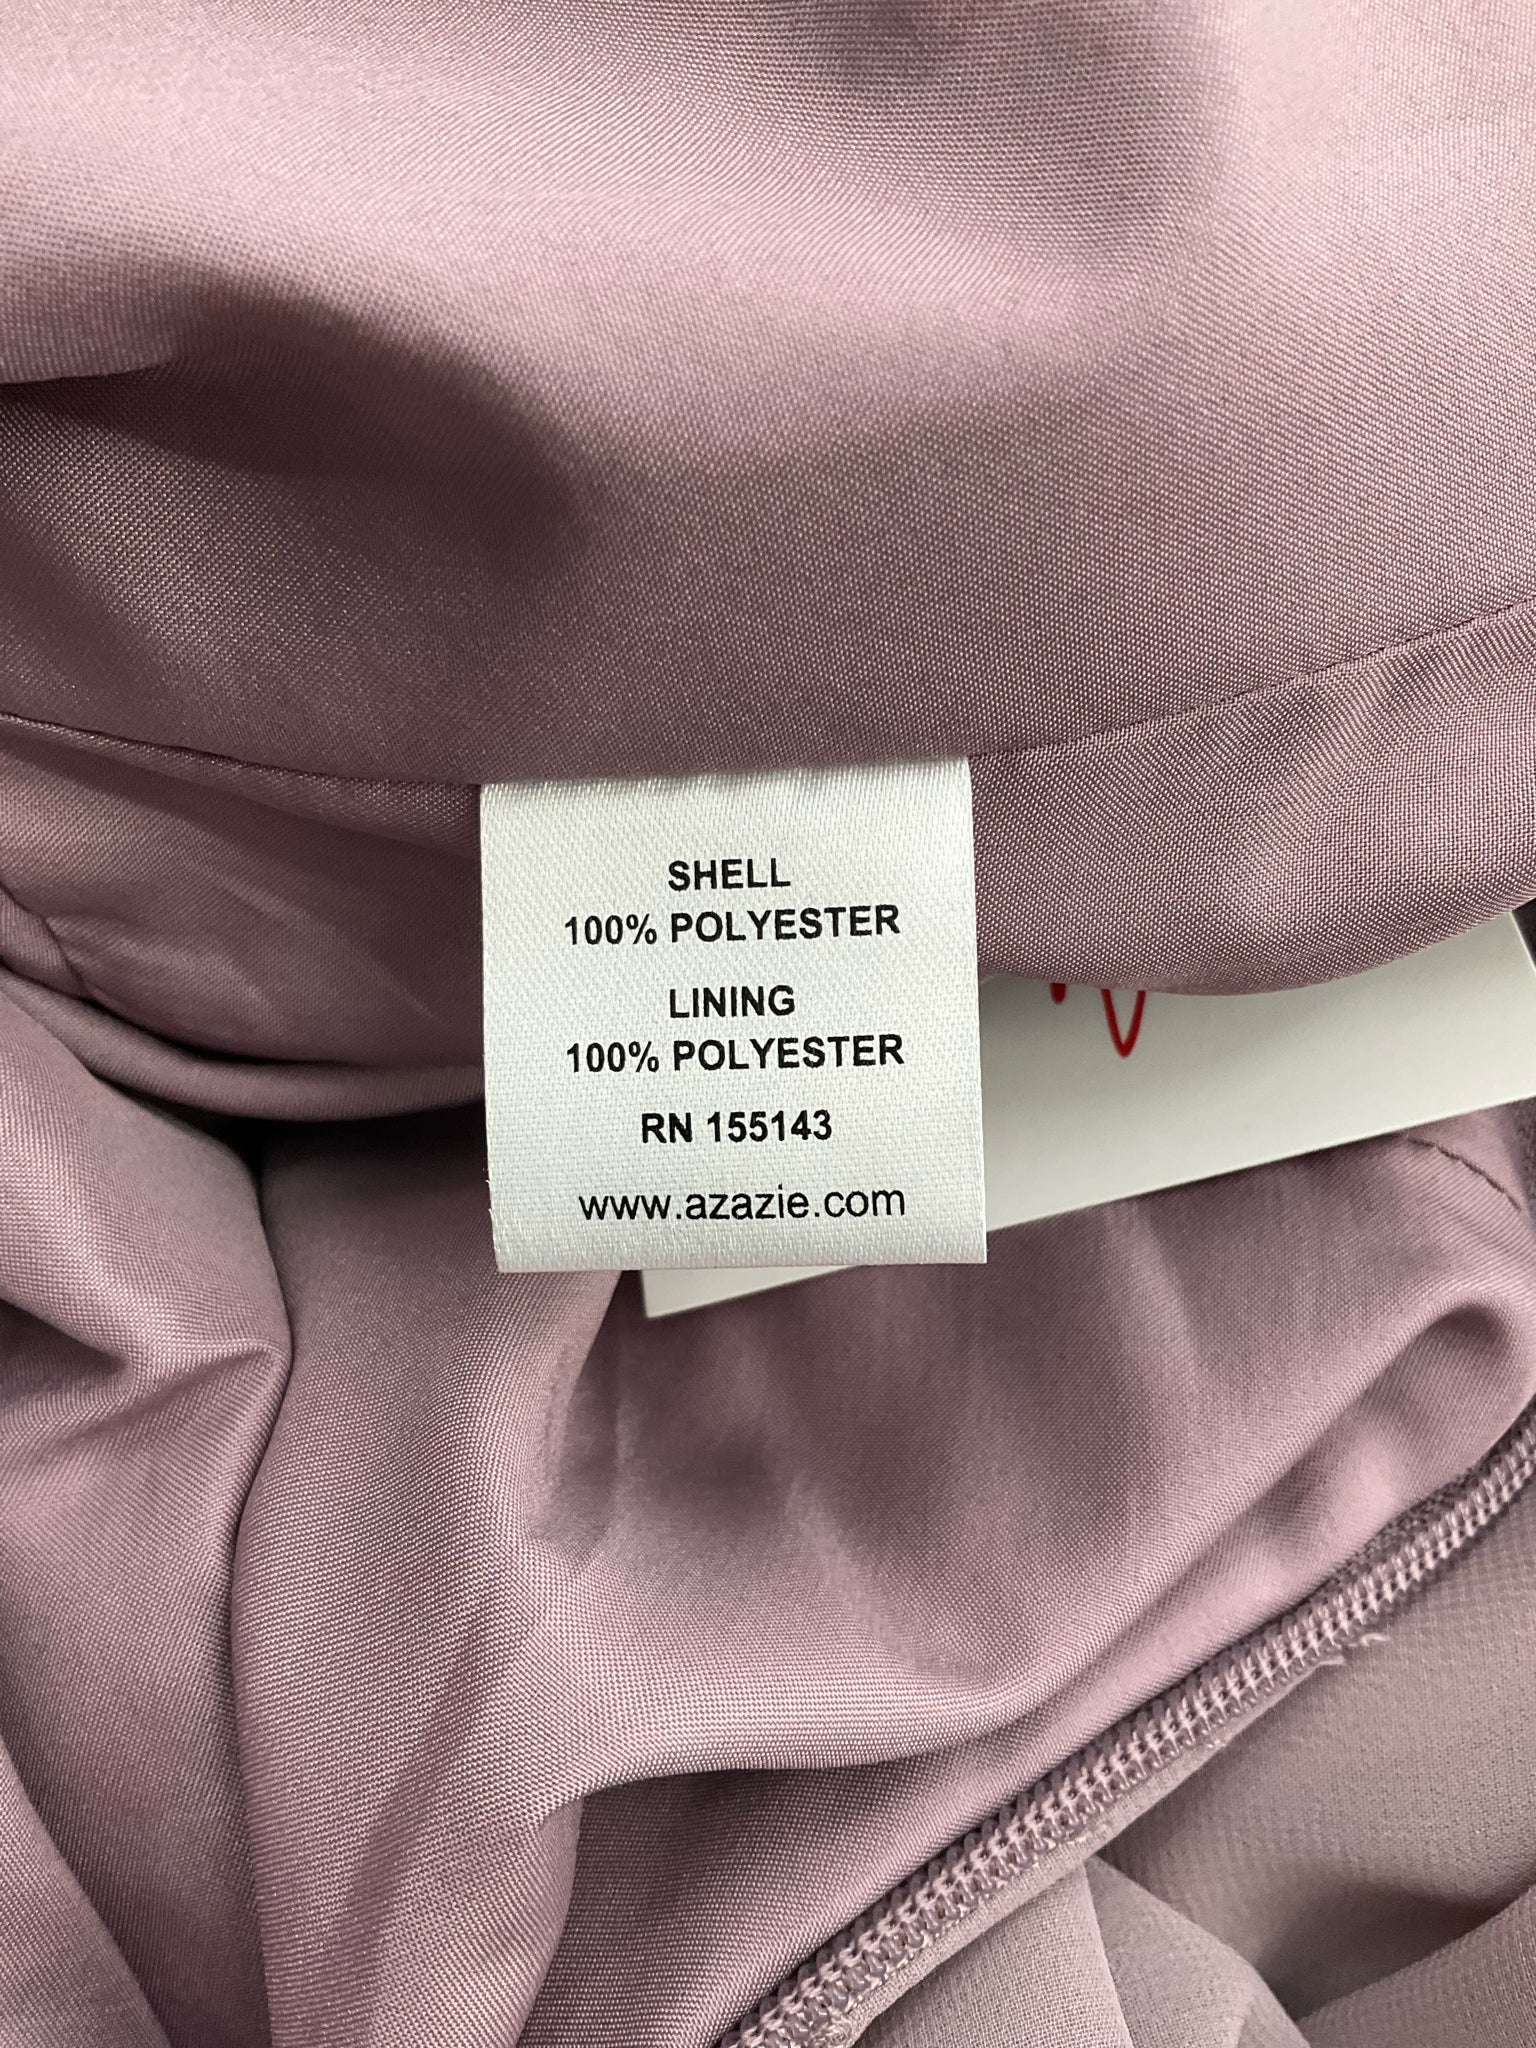 SHELL
100% POLYESTER
LINING
100% POLYESTER
RN 155143
www.azazie.com